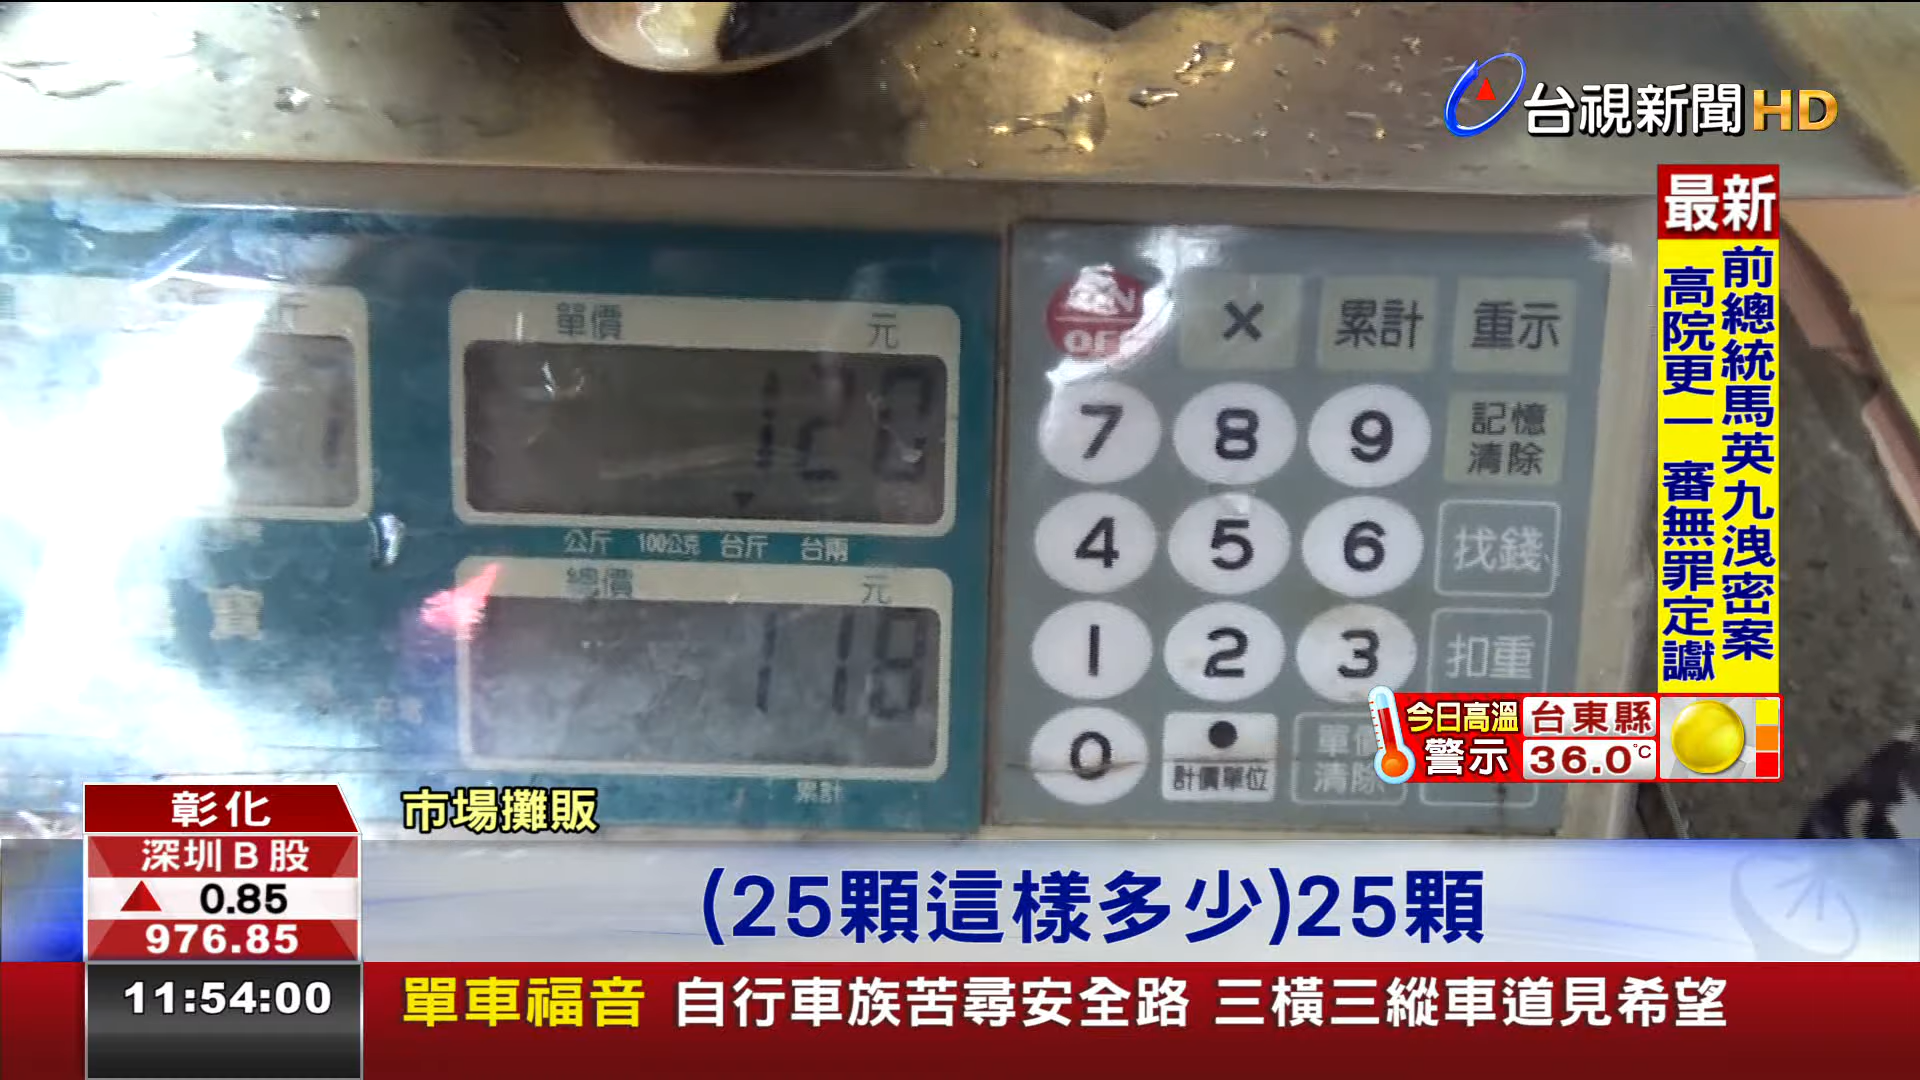 台視新聞HD
最新
前總統馬英九洩密案
高院更一審無罪定讞
單價 元
120
公斤 100公克 台斤 台兩
總價 元
118
累計
ON
OFF
× 累計 重示
7 8 9 記憶清除
4 5 6 找錢
1 2 3 扣重
0 • 計價單位
今日高溫
警示
台東縣
36.0°C
彰化
市場攤販
深圳B股
▲ 0.85
976.85
(25顆這樣多少)25顆
11:54:00
單車福音 自行車族苦尋安全路 三橫三縱車道見希望